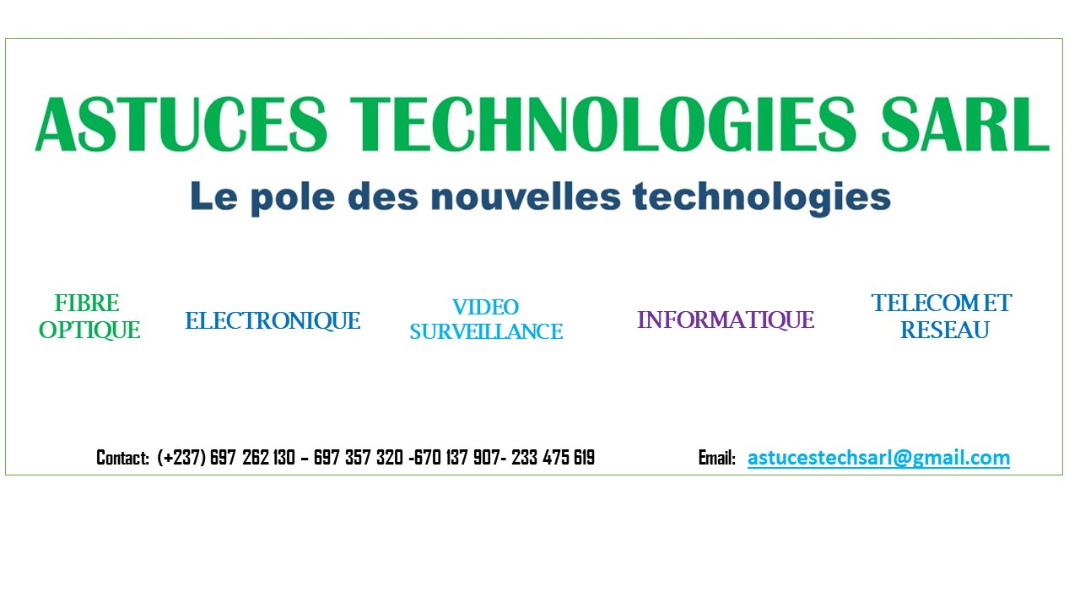 ASTUCES TECHNOLOGIES SARL
Le pole des nouvelles technologies
FIBRE
OPTIQUE
ELECTRONIQUE
VIDEO
SURVEILLANCE
INFORMATIQUE
TELECOM ET
RESEAU
Contact: (+237) 697 262 130 – 697 357 320 -670 137 907- 233 475 619
Email: astucestechsarl@gmail.com